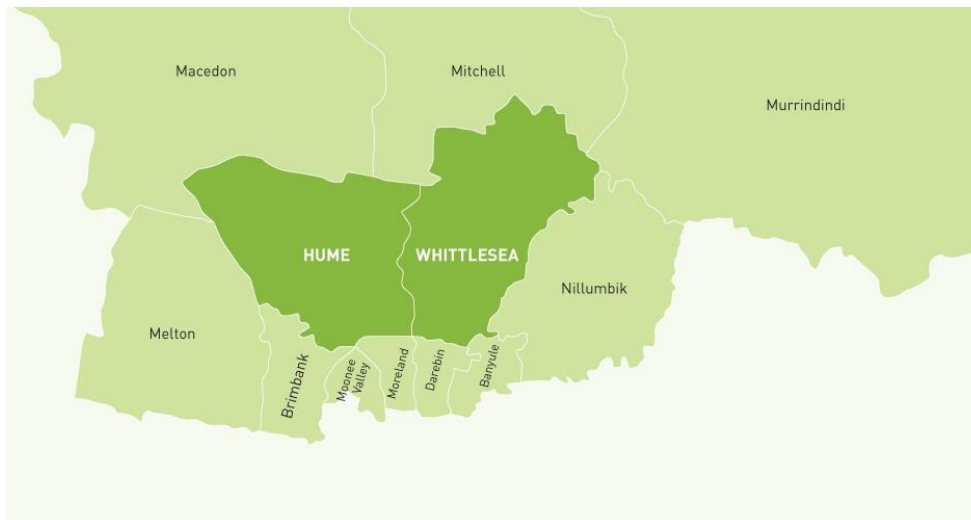 Macedon
Mitchell
Murrindindi
HUME
WHITTLESEA
Nillumbik
Melton
Brimbank
Moonee
Valley
Moreland
Darebin
Banyule